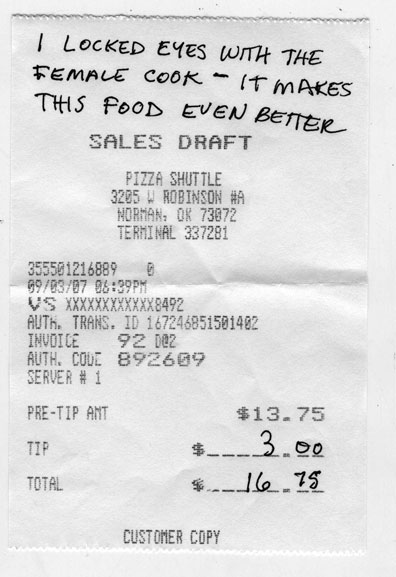 I LOCKED EYES WITH THE
FEMALE COOK - IT MAKES
THIS FOOD EVEN BETTER
SALES DRAFT
PIZZA SHUTTLE
3205 W ROBINSON #A
NORMAN, OK 73072
TERMINAL 337281
355501216889 0
09/03/07 06:39PM
VS XXXXXXXXXXXX8492
AUTH. TRANS. ID 167246851501402
INVOICE 92 D@2
AUTH. CODE 892609
SERVER # 1
PRE-TIP AMT $13.75
TIP $ 3.00
TOTAL $ 16.75
CUSTOMER COPY